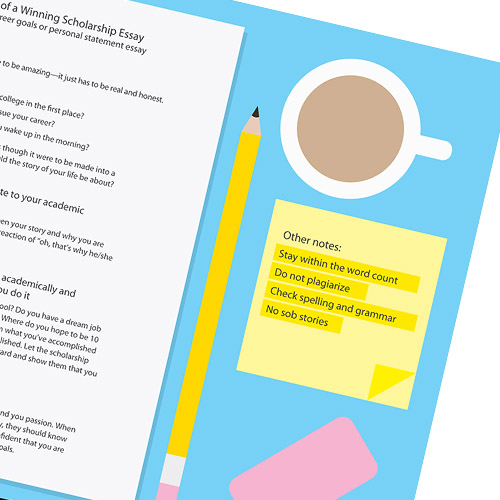 of a Winning Scholarship Essay
reer goals or personal statement essay
to be amazing—it just has to be real and honest.
college in the first place?
sue your career?
wake up in the morning?
though it were to be made into a
ld the story of your life be about?
te to your academic
en your story and why you are
reaction of "oh, that's why he/she
academically and
ou do it
ool? Do you have a dream job
Where do you hope to be 10
n what you've accomplished
lished. Let the scholarship
ard and show them that you
nd you passion. When
y, they should know
fident that you are
oals.
Other notes:
Stay within the word count
Do not plagiarize
Check spelling and grammar
No sob stories